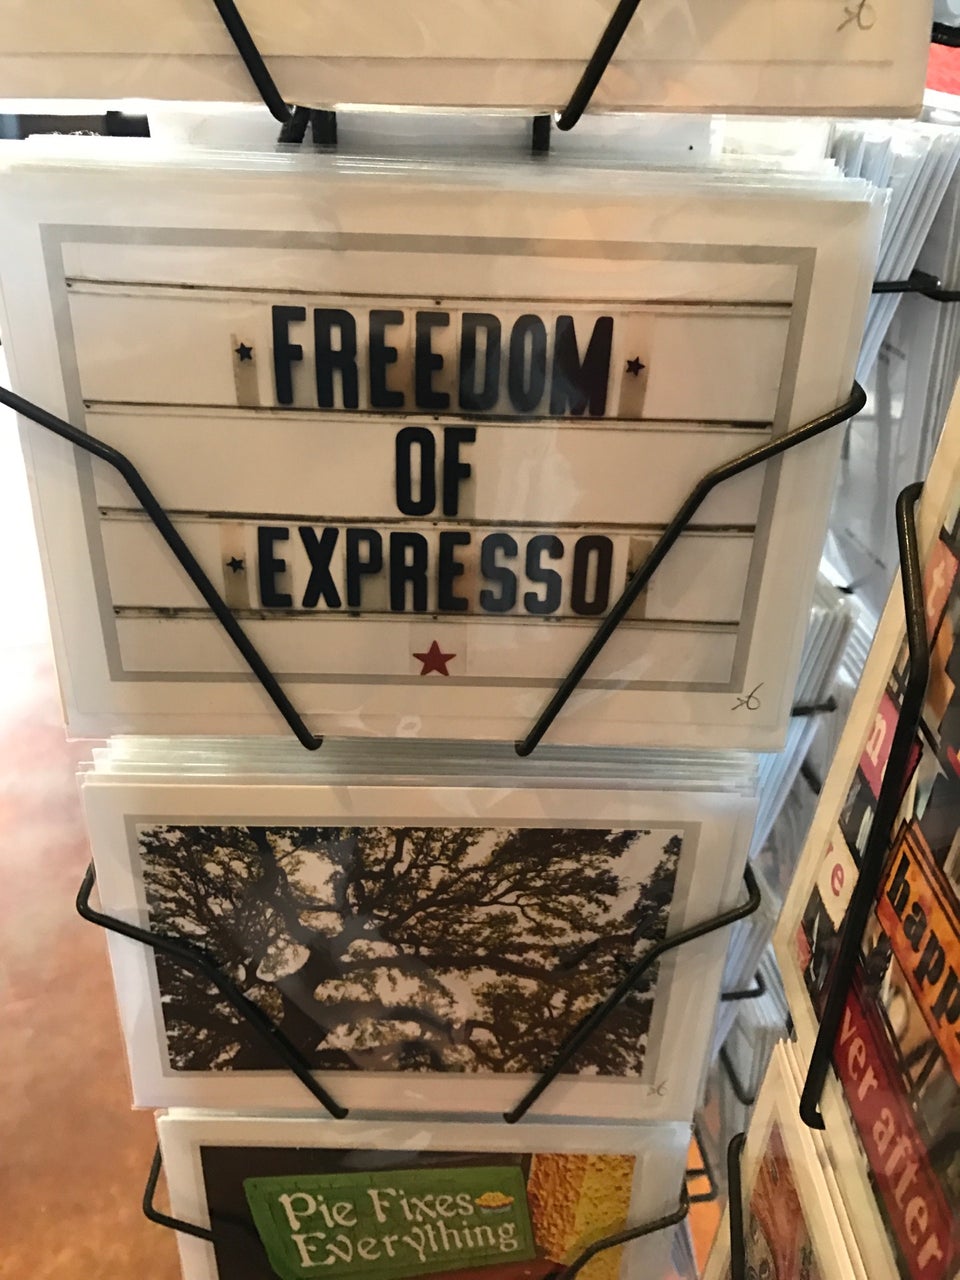 FREEDOM
OF
EXPRESSO
Pie Fixes
Everything
happ
ver after